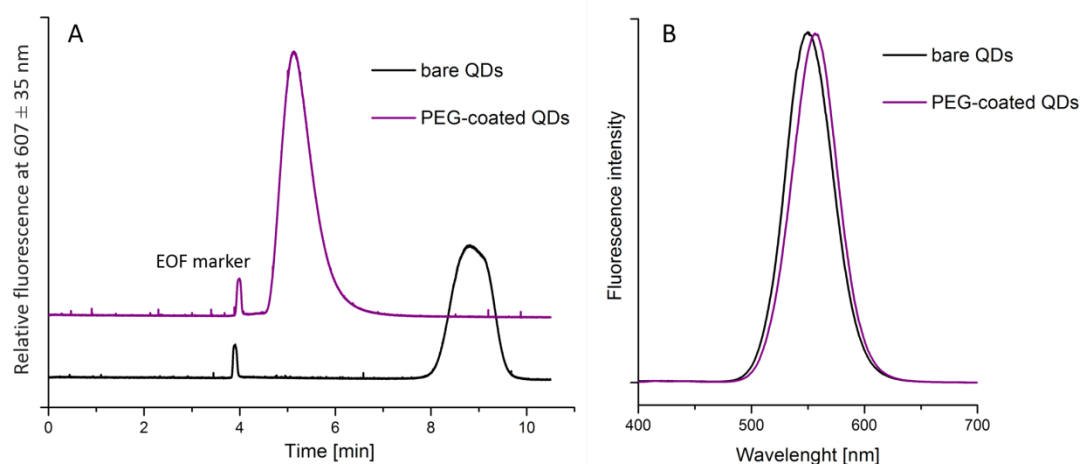 A
bare QDs
PEG-coated QDs
EOF marker
Relative fluorescence at 607 ± 35 nm
0 2 4 6 8 10
Time [min]
B
bare QDs
PEG-coated QDs
Fluorescence intensity
400 500 600 700
Wavelenght [nm]